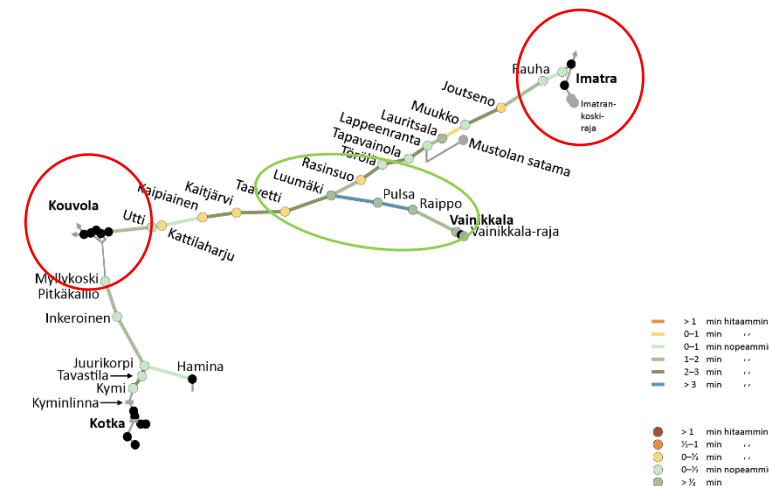 Rauha
Imatra
Imatran-
koski-
raja
Joutseno
Muukko
Lauritsala
Lappeenranta
Tapavainola
Törölä
Mustolan satama
Rasinsuo
Luumäki
Pulsa
Raippo
Vainikkala
Vainikkala-raja
Taavetti
Kaitjärvi
Kaipiainen
Kouvola
Utti
Kattilaharju
Myllykoski
Pitkäkallio
Inkeroinen
Juurikorpi
Tavastila
Hamina
Kymi
Kyminlinna
Kotka
> 1 min hitaammin
0–1 min ‘ ‘
0–1 min nopeammin
1–2 min ‘ ‘
2–3 min ‘ ‘
> 3 min ‘ ‘
> 1 min hitaammin
½–1 min ‘ ‘
0–½ min ‘ ‘
0–½ min nopeammin
> ½ min